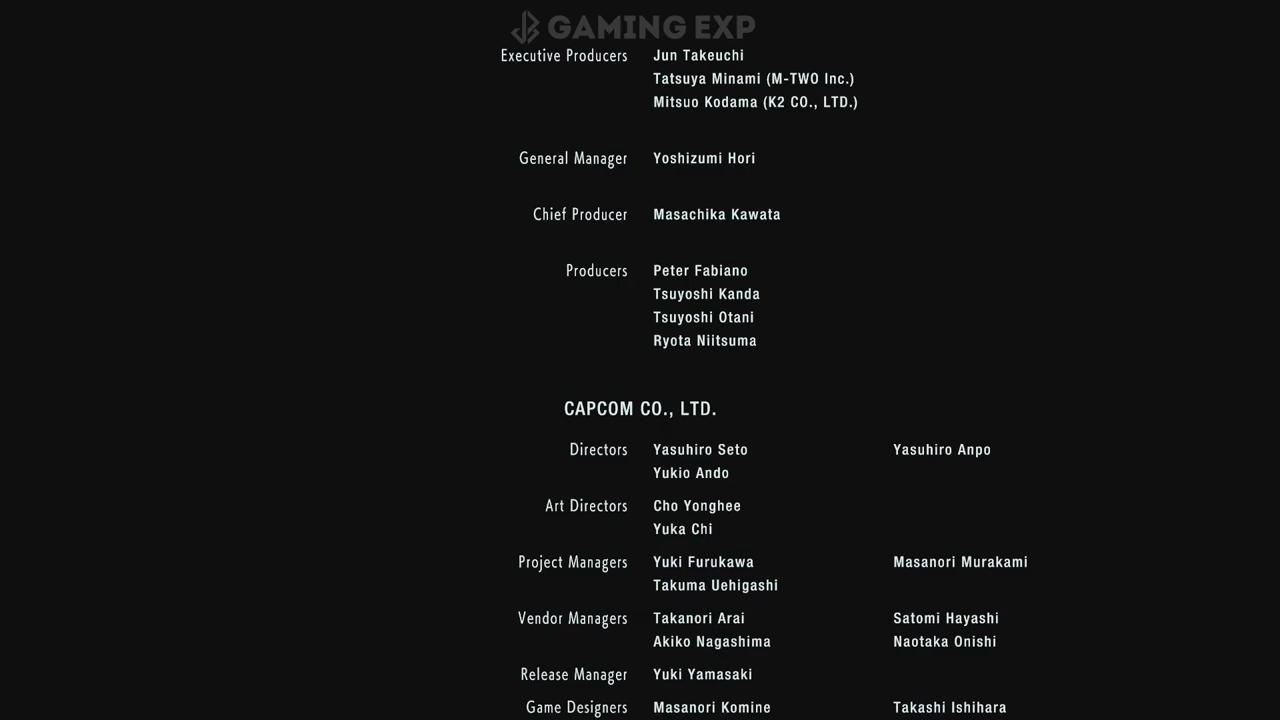 GAMING EXP
Executive Producers Jun Takeuchi
Tatsuya Minami (M-TWO Inc.)
Mitsuo Kodama (K2 CO., LTD.)
General Manager Yoshizumi Hori
Chief Producer Masachika Kawata
Producers Peter Fabiano
Tsuyoshi Kanda
Tsuyoshi Otani
Ryota Niitsuma
CAPCOM CO., LTD.
Directors Yasuhiro Seto Yasuhiro Anpo
Yukio Ando
Art Directors Cho Yonghee
Yuka Chi
Project Managers Yuki Furukawa Masanori Murakami
Takuma Uehigashi
Vendor Managers Takanori Arai Satomi Hayashi
Akiko Nagashima Naotaka Onishi
Release Manager Yuki Yamasaki
Game Designers Masanori Komine Takashi Ishihara